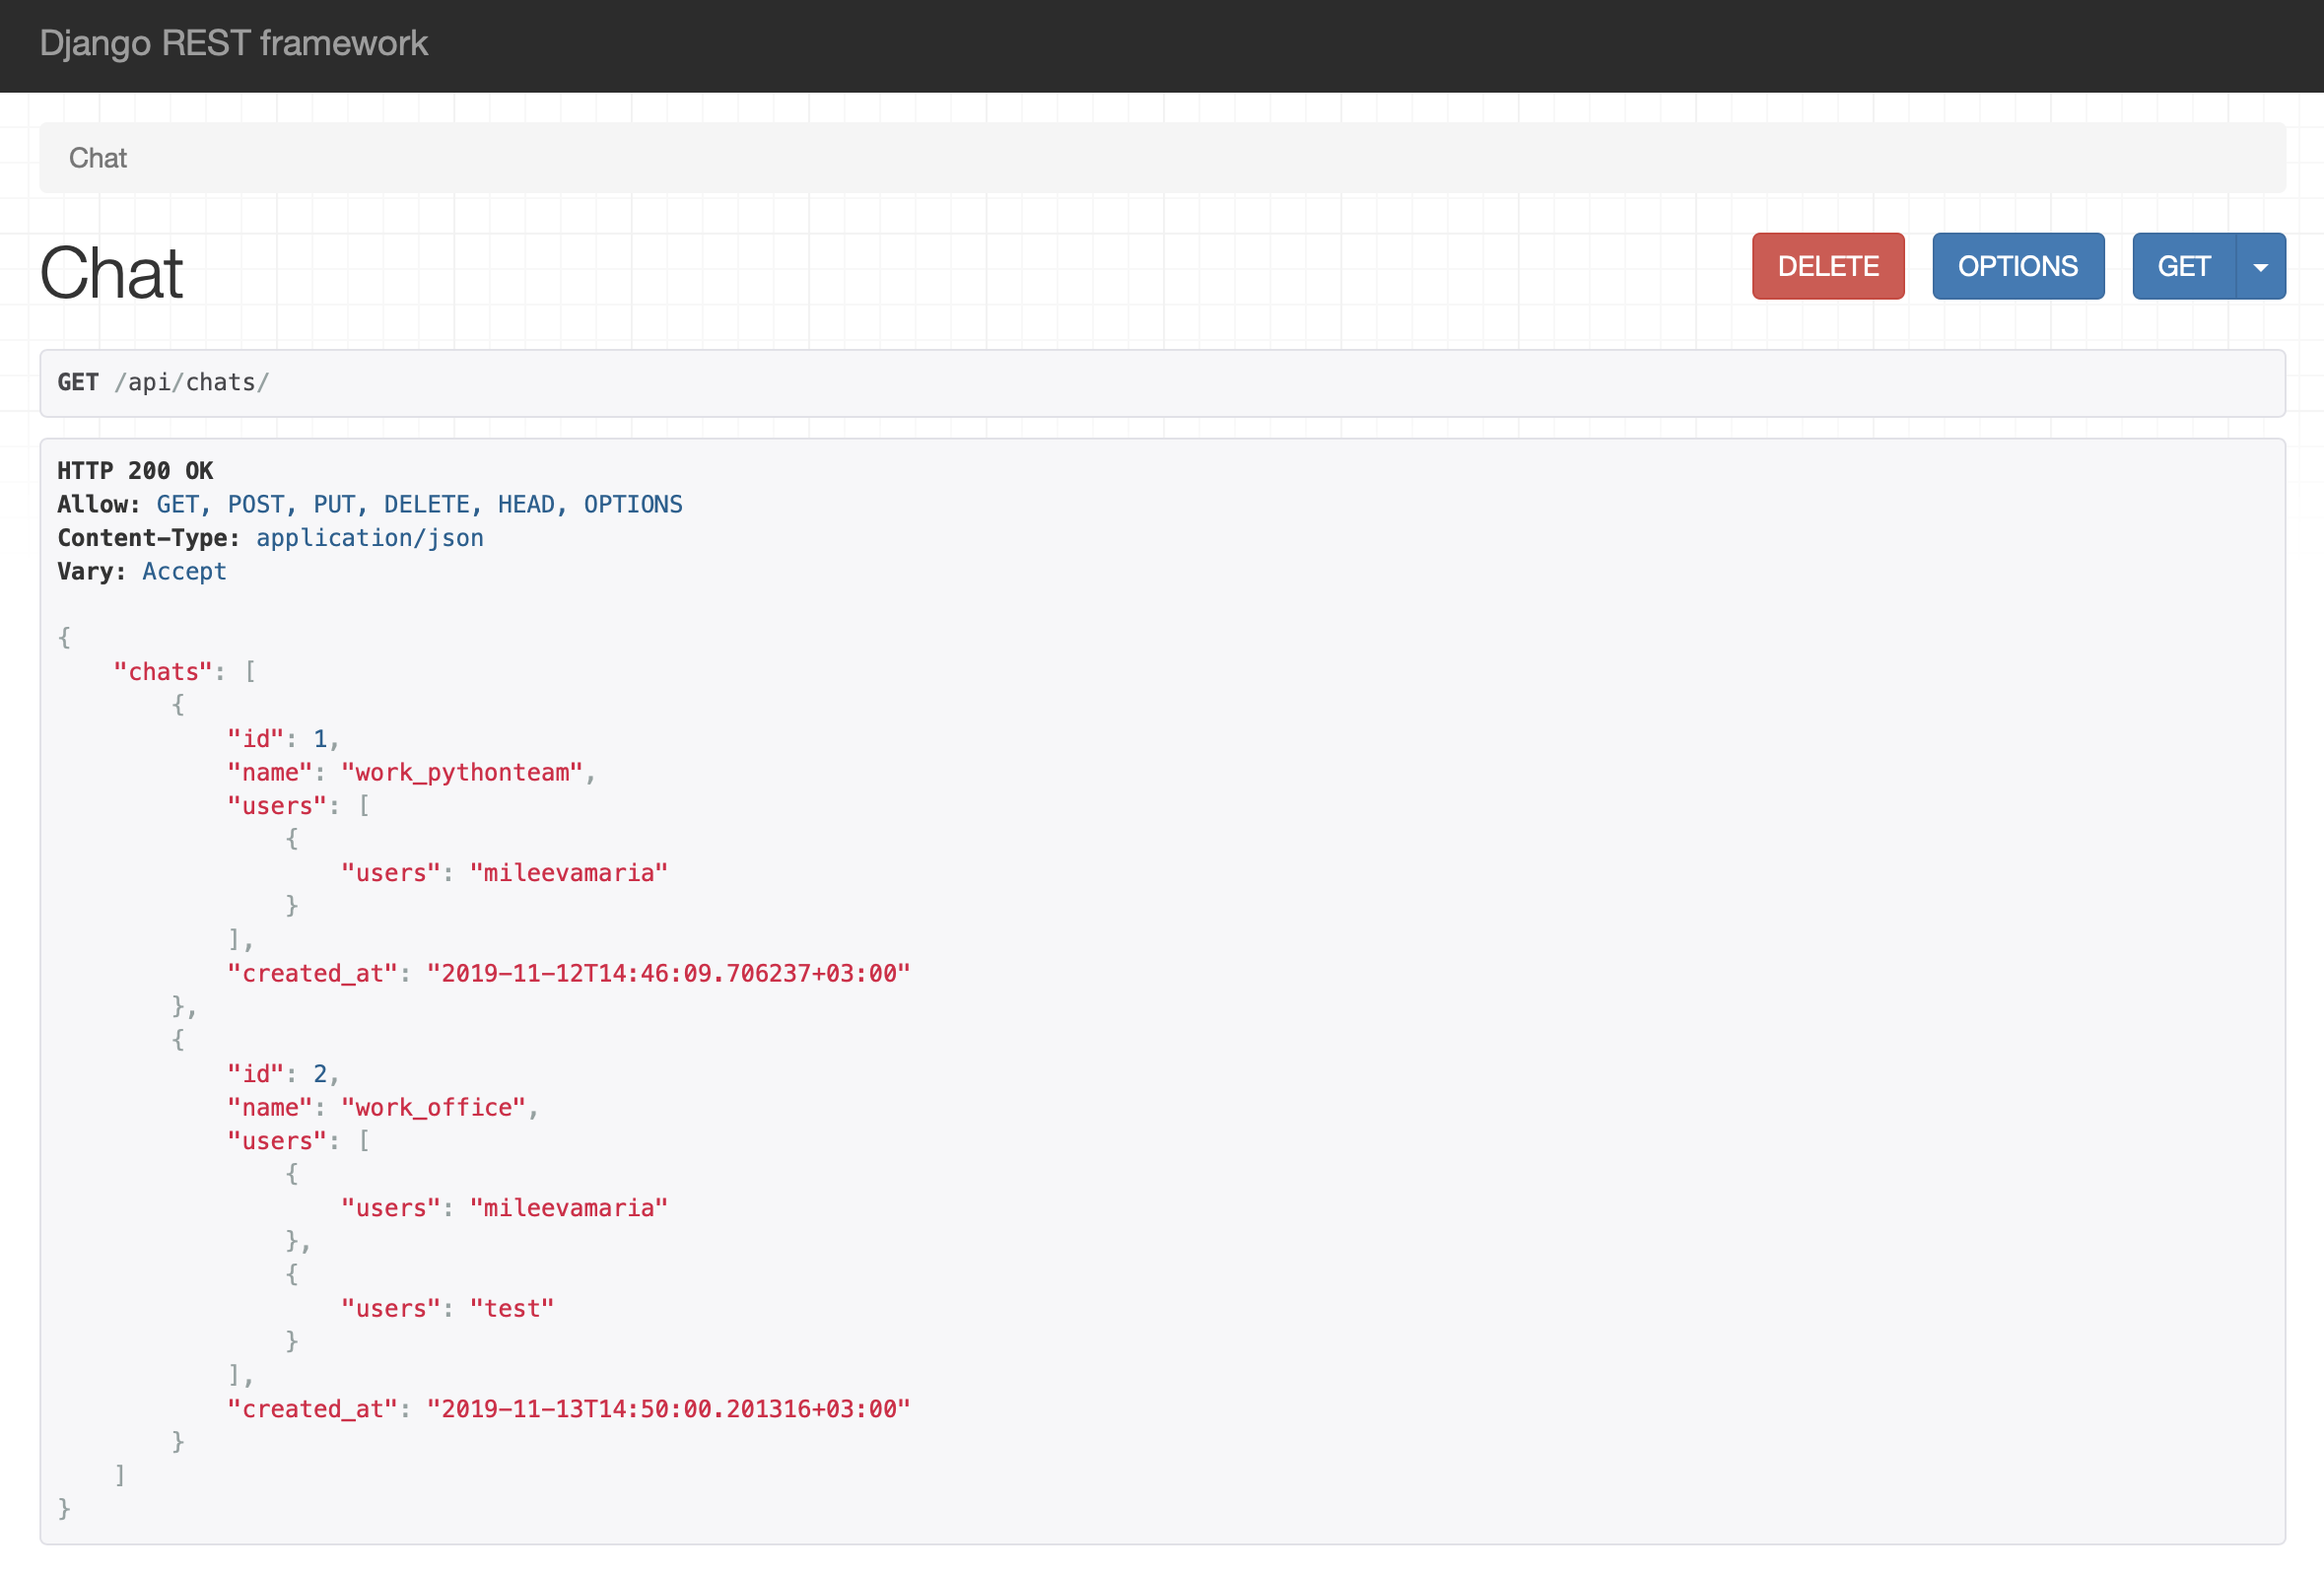 Django REST framework
Chat
Chat
DELETE OPTIONS GET
GET /api/chats/
HTTP 200 OK
Allow: GET, POST, PUT, DELETE, HEAD, OPTIONS
Content-Type: application/json
Vary: Accept
{
    "chats": [
        {
            "id": 1,
            "name": "work_pythonteam",
            "users": [
                {
                    "users": "mileevamaria"
                }
            ],
            "created_at": "2019-11-12T14:46:09.706237+03:00"
        },
        {
            "id": 2,
            "name": "work_office",
            "users": [
                {
                    "users": "mileevamaria"
                },
                {
                    "users": "test"
                }
            ],
            "created_at": "2019-11-13T14:50:00.201316+03:00"
        }
    ]
}